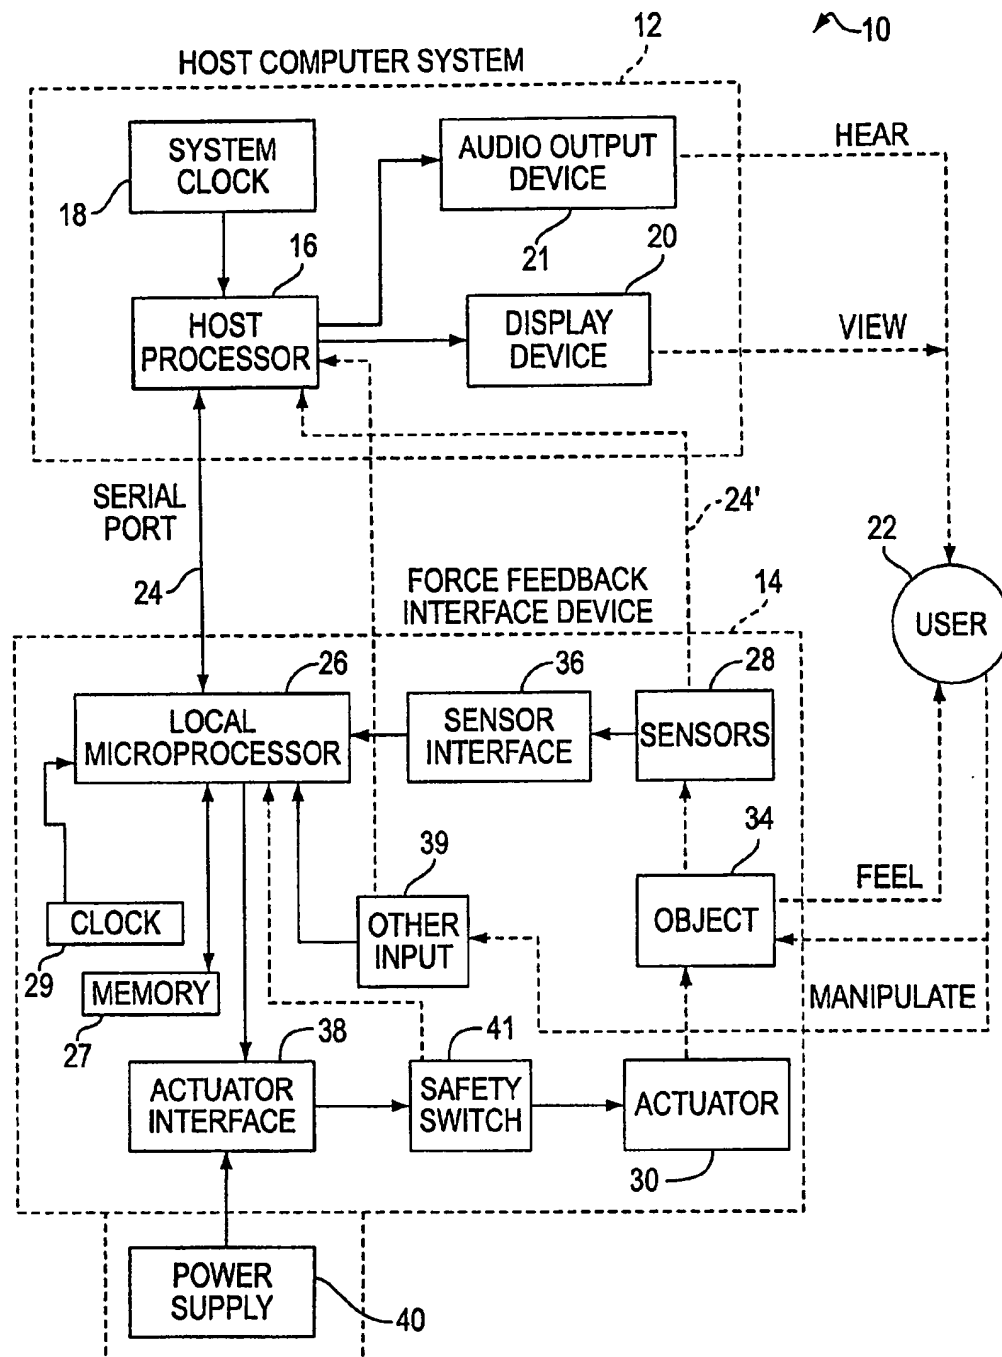 10
12
HOST COMPUTER SYSTEM
SYSTEM
CLOCK
18
AUDIO OUTPUT
DEVICE
21
HEAR
16
HOST
PROCESSOR
20
DISPLAY
DEVICE
VIEW
SERIAL
PORT
24
24'
22
USER
FORCE FEEDBACK
INTERFACE DEVICE
14
26
LOCAL
MICROPROCESSOR
36
SENSOR
INTERFACE
28
SENSORS
34
OBJECT
FEEL
39
OTHER
INPUT
CLOCK
29
MEMORY
27
MANIPULATE
38
ACTUATOR
INTERFACE
41
SAFETY
SWITCH
ACTUATOR
30
POWER
SUPPLY
40